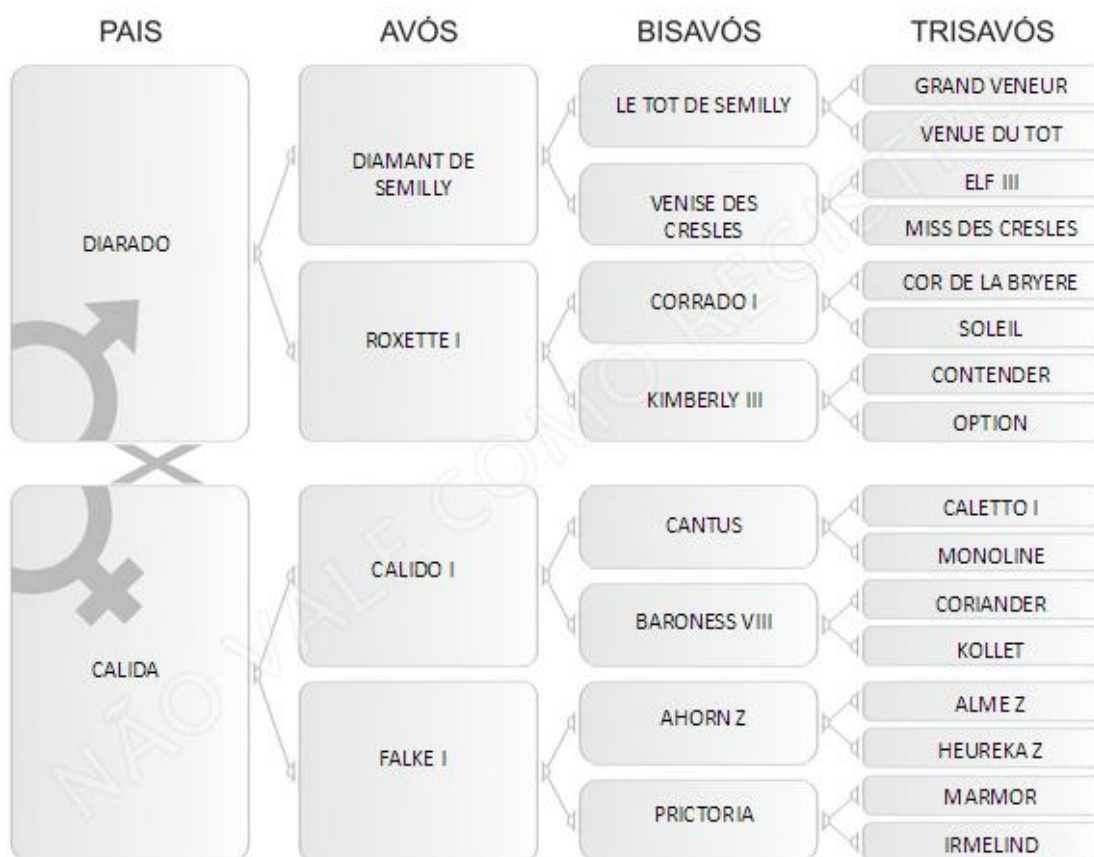 PAIS AVÓS BISAVÓS TRISAVÓS
DIARADO
DIAMANT DE
SEMILLY
ROXETTE I
LE TOT DE SEMILLY
VENISE DES
CRESLES
CORRADO I
KIMBERLY III
GRAND VENEUR
VENUE DU TOT
ELF III
MISS DES CRESLES
COR DE LA BRYERE
SOLEIL
CONTENDER
OPTION
CALIDA
CALIDO I
FALKE I
CANTUS
BARONESS VIII
AHORN Z
PRICTORIA
CALETTO I
MONOLINE
CORIANDER
KOLLET
ALME Z
HEUREKA Z
MARMOR
IRMELIND
NÃO VALE COMO REGISTRO